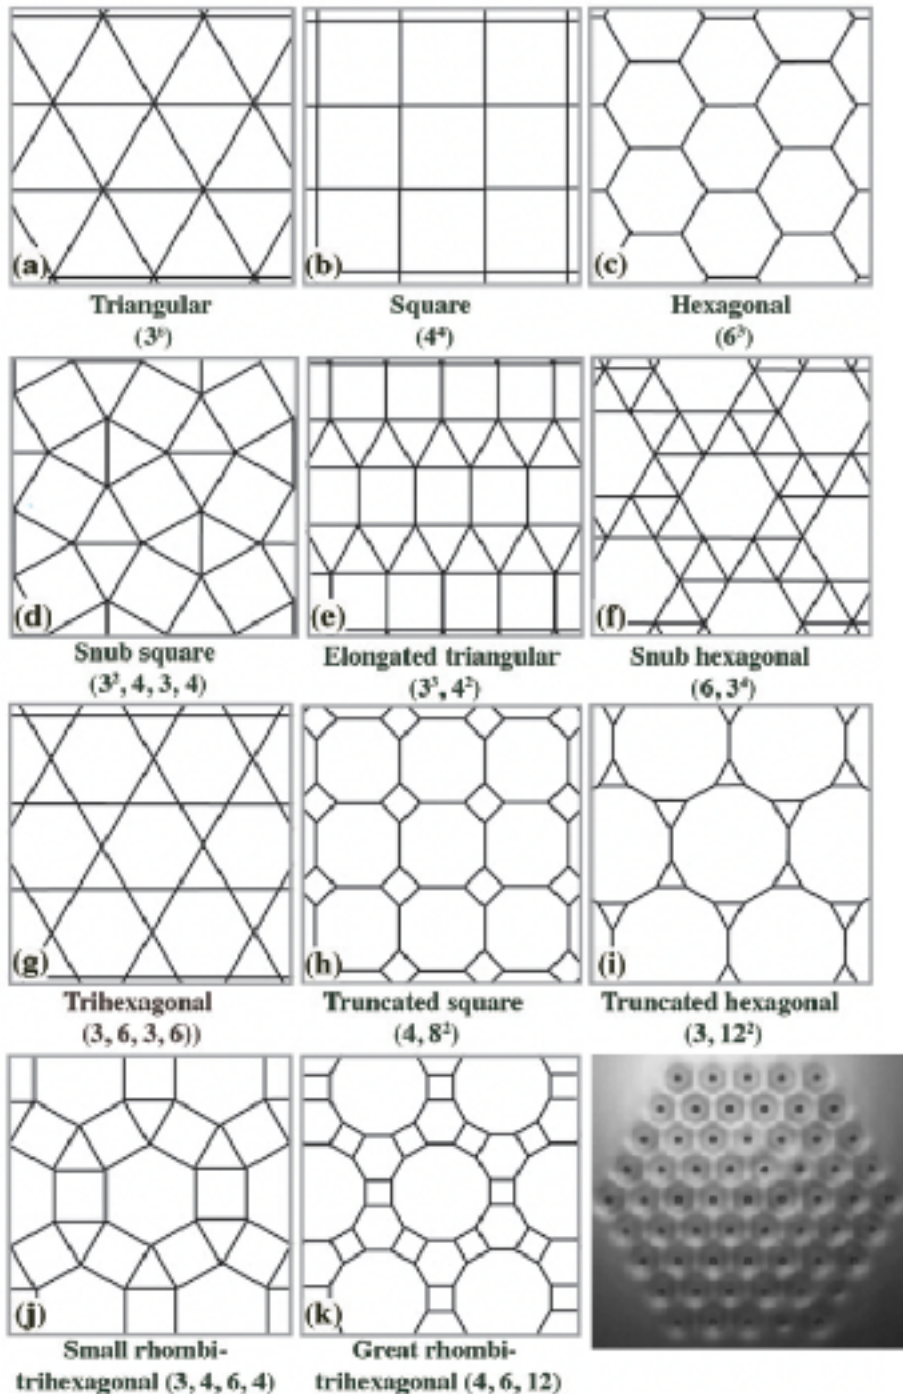 (a)
Triangular
(3⁶)
(b)
Square
(4⁴)
(c)
Hexagonal
(6³)
(d)
Snub square
(3², 4, 3, 4)
(e)
Elongated triangular
(3³, 4²)
(f)
Snub hexagonal
(6, 3⁴)
(g)
Trihexagonal
(3, 6, 3, 6))
(h)
Truncated square
(4, 8²)
(i)
Truncated hexagonal
(3, 12²)
(j)
Small rhombi-
trihexagonal (3, 4, 6, 4)
(k)
Great rhombi-
trihexagonal (4, 6, 12)